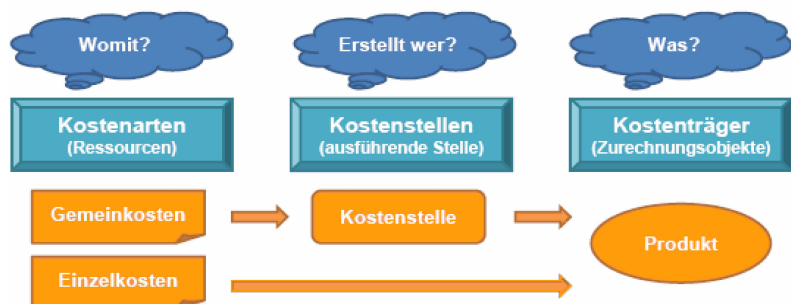 Womit?
Erstellt wer?
Was?
Kostenarten
(Ressourcen)
Kostenstellen
(ausführende Stelle)
Kostenträger
(Zurechnungsobjekte)
Gemeinkosten
Kostenstelle
Produkt
Einzelkosten